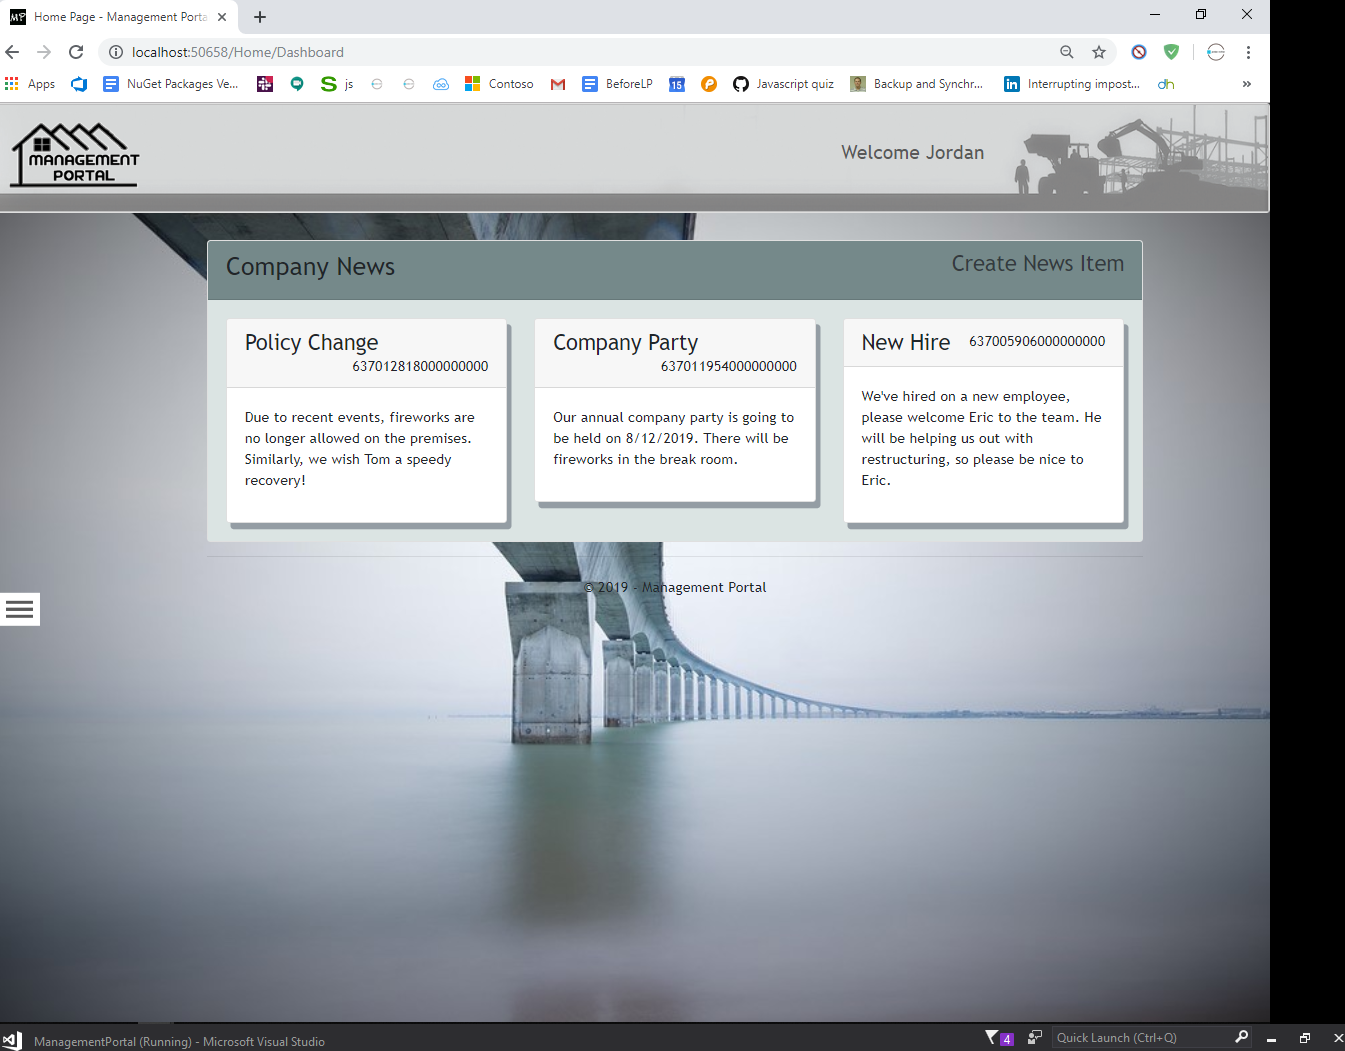 MP Home Page - Management Porta
localhost:50658/Home/Dashboard
Apps NuGet Packages Ve... js Contoso BeforeLP 15 Javascript quiz Backup and Synchr... Interrupting impost... dh »
MANAGEMENT
PORTAL
Welcome Jordan
Company News
Create News Item
Policy Change
637012818000000000
Due to recent events, fireworks are
no longer allowed on the premises.
Similarly, we wish Tom a speedy
recovery!
Company Party
637011954000000000
Our annual company party is going to
be held on 8/12/2019. There will be
fireworks in the break room.
New Hire 637005906000000000
We've hired on a new employee,
please welcome Eric to the team. He
will be helping us out with
restructuring, so please be nice to
Eric.
© 2019 - Management Portal
ManagementPortal (Running) - Microsoft Visual Studio
4
Quick Launch (Ctrl+Q)